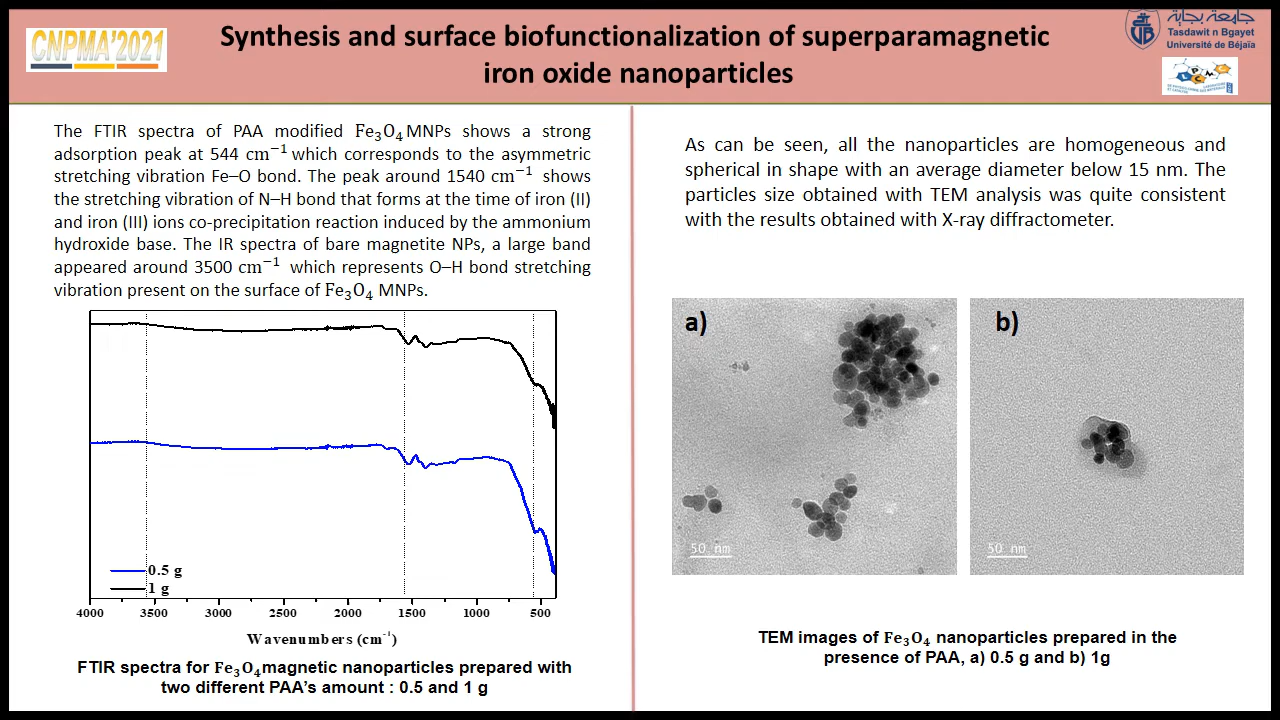 CNPMA'2021
Synthesis and surface biofunctionalization of superparamagnetic
iron oxide nanoparticles
جامعة بجاية
Tasdawit n Bgayet
Université de Béjaïa
The FTIR spectra of PAA modified Fe₃O₄ MNPs shows a strong
adsorption peak at 544 cm⁻¹ which corresponds to the asymmetric
stretching vibration Fe–O bond. The peak around 1540 cm⁻¹ shows
the stretching vibration of N–H bond that forms at the time of iron (II)
and iron (III) ions co-precipitation reaction induced by the ammonium
hydroxide base. The IR spectra of bare magnetite NPs, a large band
appeared around 3500 cm⁻¹ which represents O–H bond stretching
vibration present on the surface of Fe₃O₄ MNPs.
0.5 g
1 g
4000 3500 3000 2500 2000 1500 1000 500
Wavenumbers (cm⁻¹)
FTIR spectra for Fe₃O₄magnetic nanoparticles prepared with
two different PAA's amount : 0.5 and 1 g
As can be seen, all the nanoparticles are homogeneous and
spherical in shape with an average diameter below 15 nm. The
particles size obtained with TEM analysis was quite consistent
with the results obtained with X-ray diffractometer.
a)
b)
50 nm
50 nm
TEM images of Fe₃O₄ nanoparticles prepared in the
presence of PAA, a) 0.5 g and b) 1g